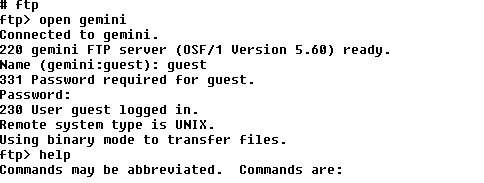 # ftp
ftp> open gemini
Connected to gemini.
220 gemini FTP server (OSF/1 Version 5.60) ready.
Name (gemini:guest): guest
331 Password required for guest.
Password:
230 User guest logged in.
Remote system type is UNIX.
Using binary mode to transfer files.
ftp> help
Commands may be abbreviated.  Commands are: